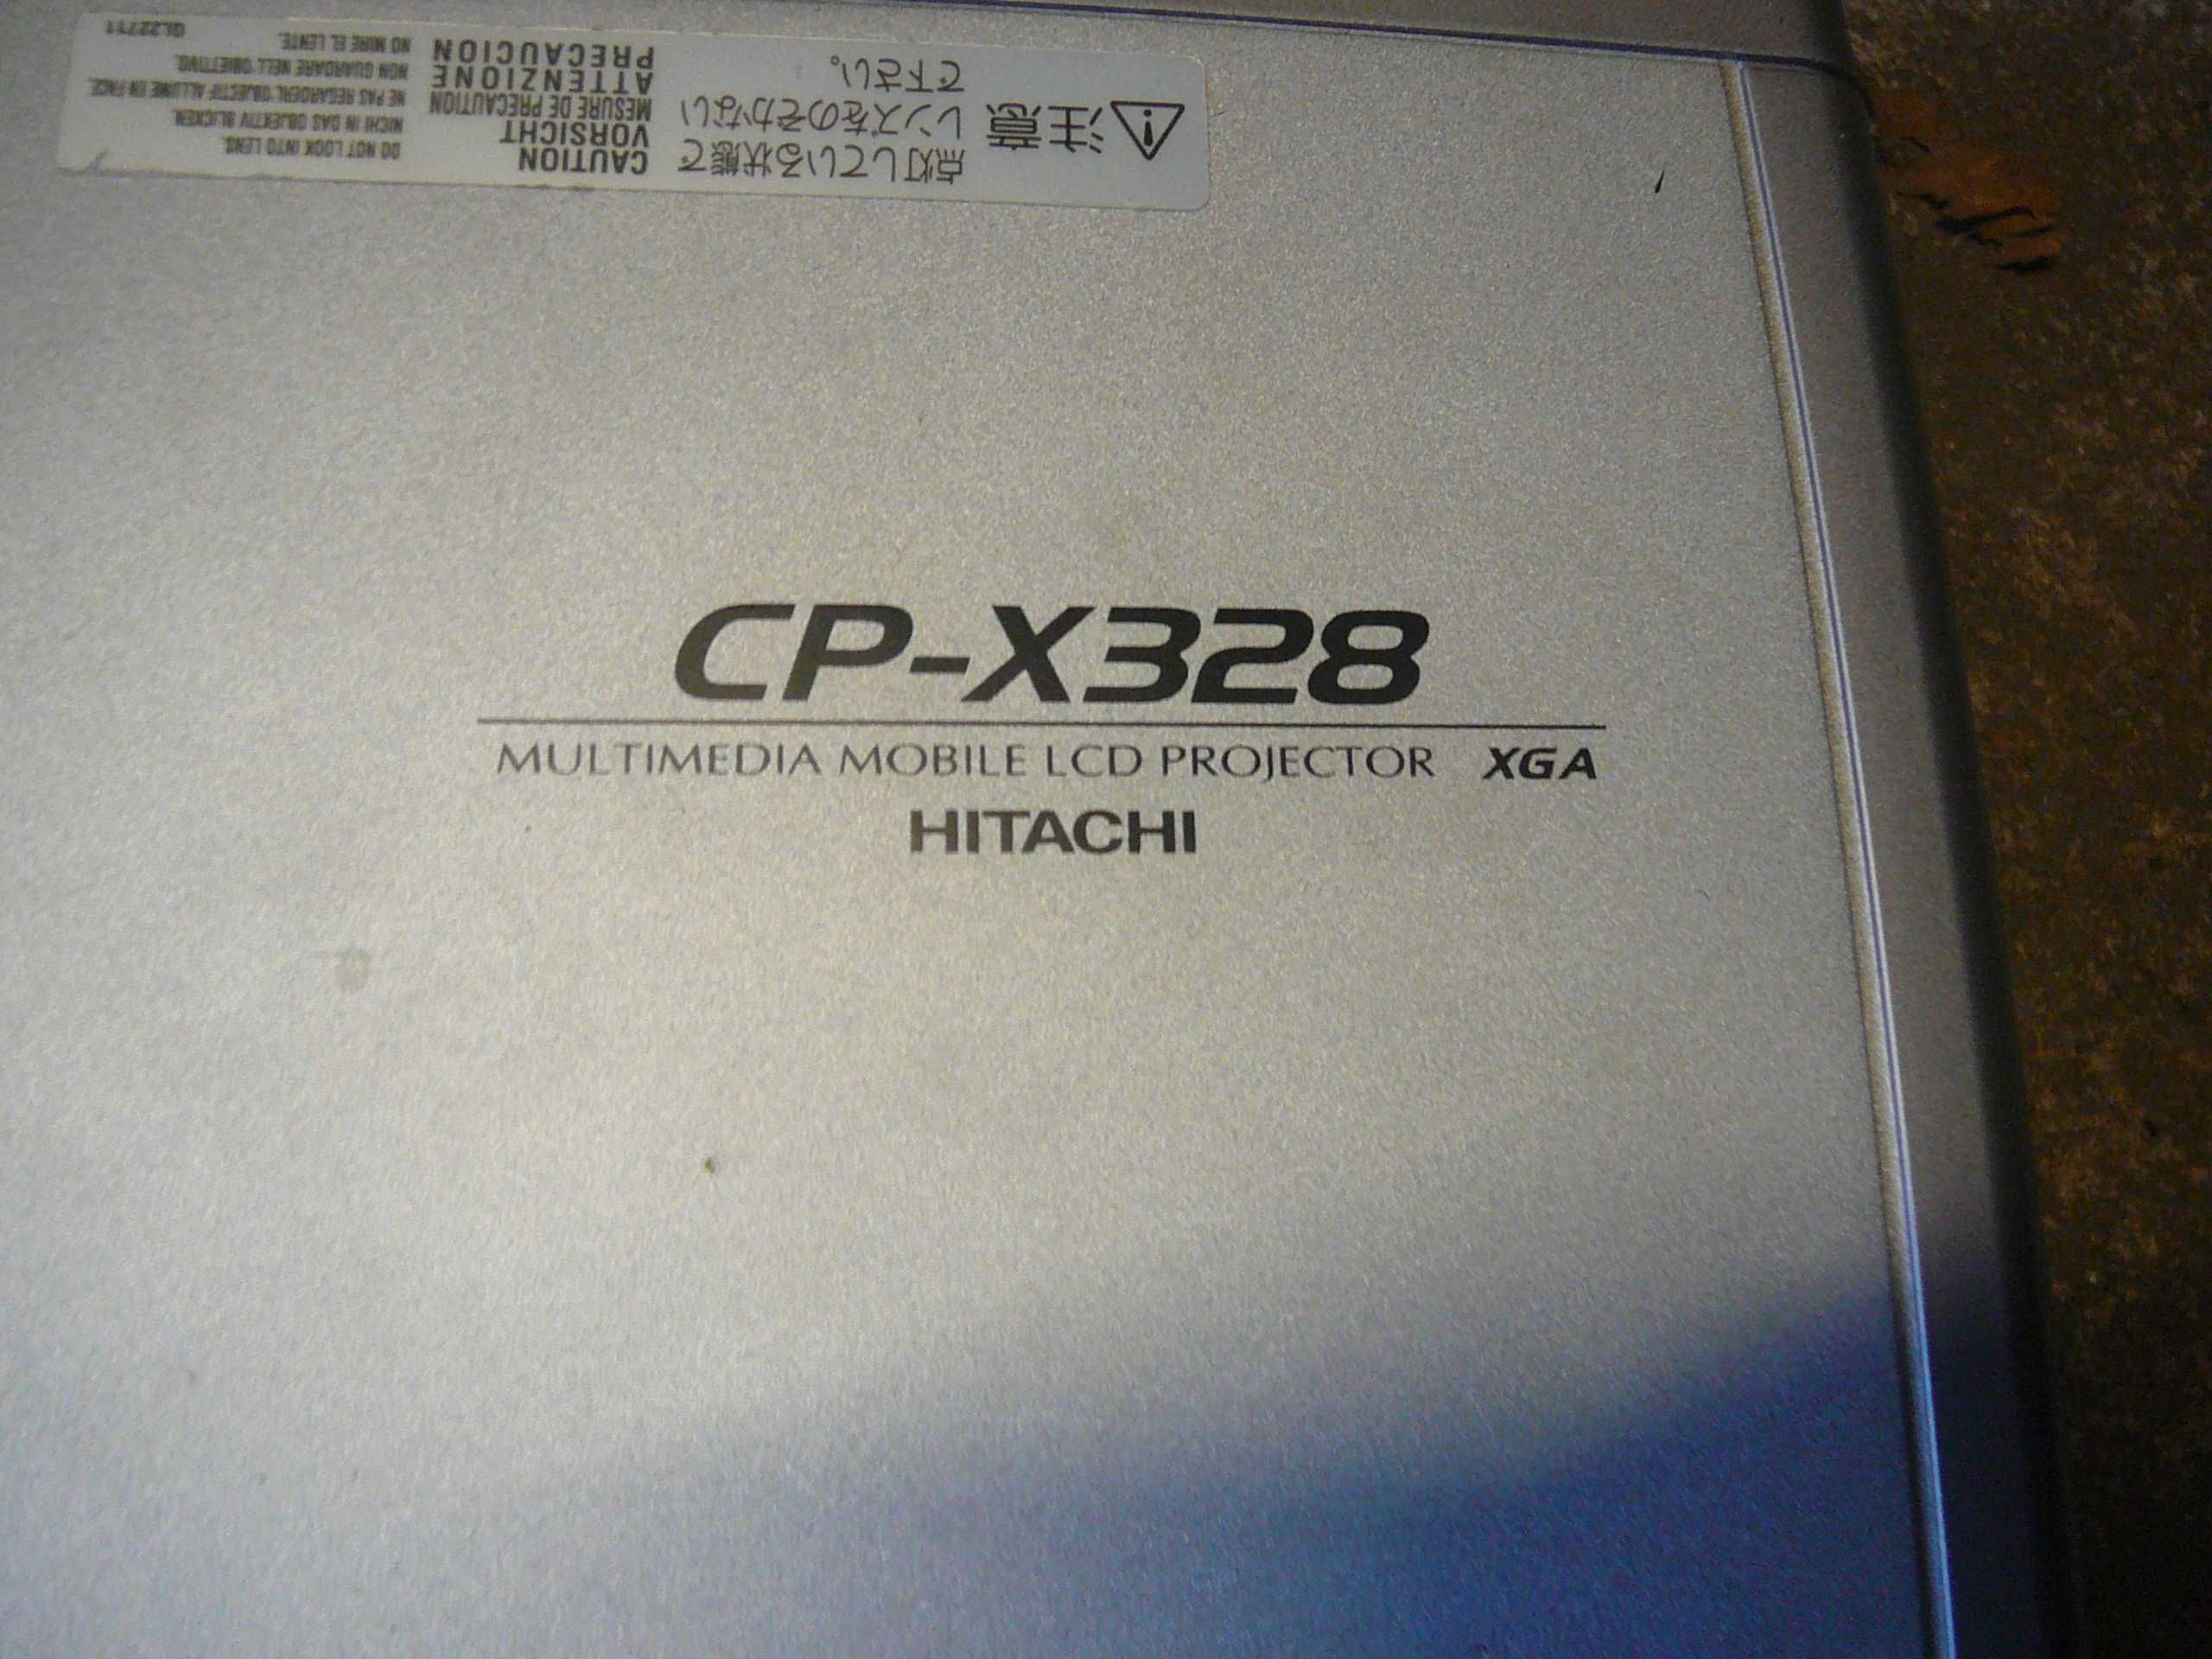 ⚠ 注意
点灯している状態で
レンズをのぞかない
で下さい。
CAUTION DO NOT LOOK INTO LENS.
VORSICHT NICHT IN DAS OBJEKTIV BLICKEN.
MESURE DE PRECAUTION NE PAS REGARDER L'OBJECTIF ALLUME EN FACE.
ATTENZIONE NON GUARDARE NELL'OBIETTIVO.
PRECAUCION NO MIRE EL LENTE.
QL22711
CP-X328
MULTIMEDIA MOBILE LCD PROJECTOR XGA
HITACHI